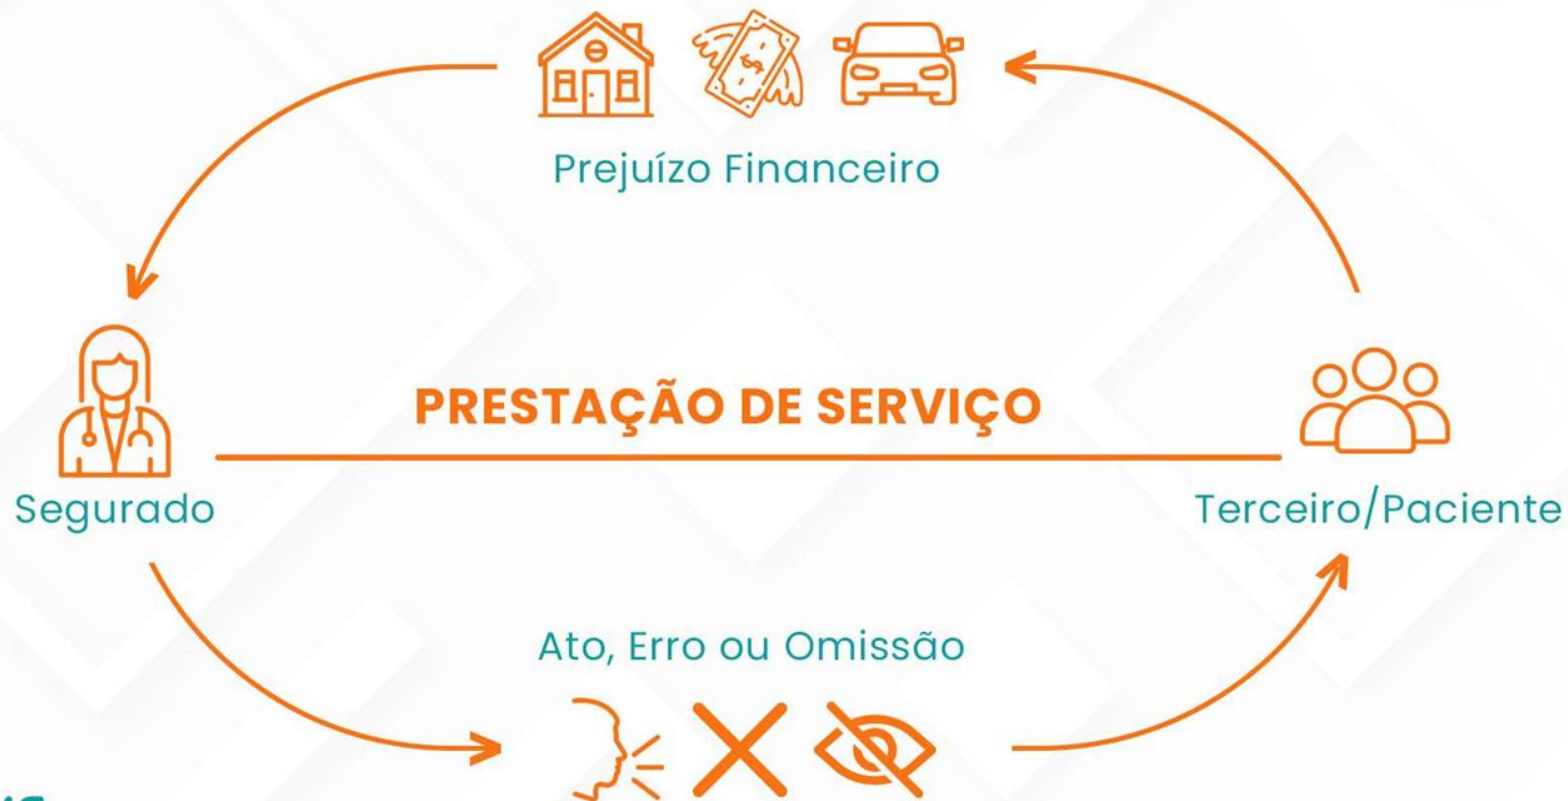 Prejuízo Financeiro
PRESTAÇÃO DE SERVIÇO
Segurado
Terceiro/Paciente
Ato, Erro ou Omissão